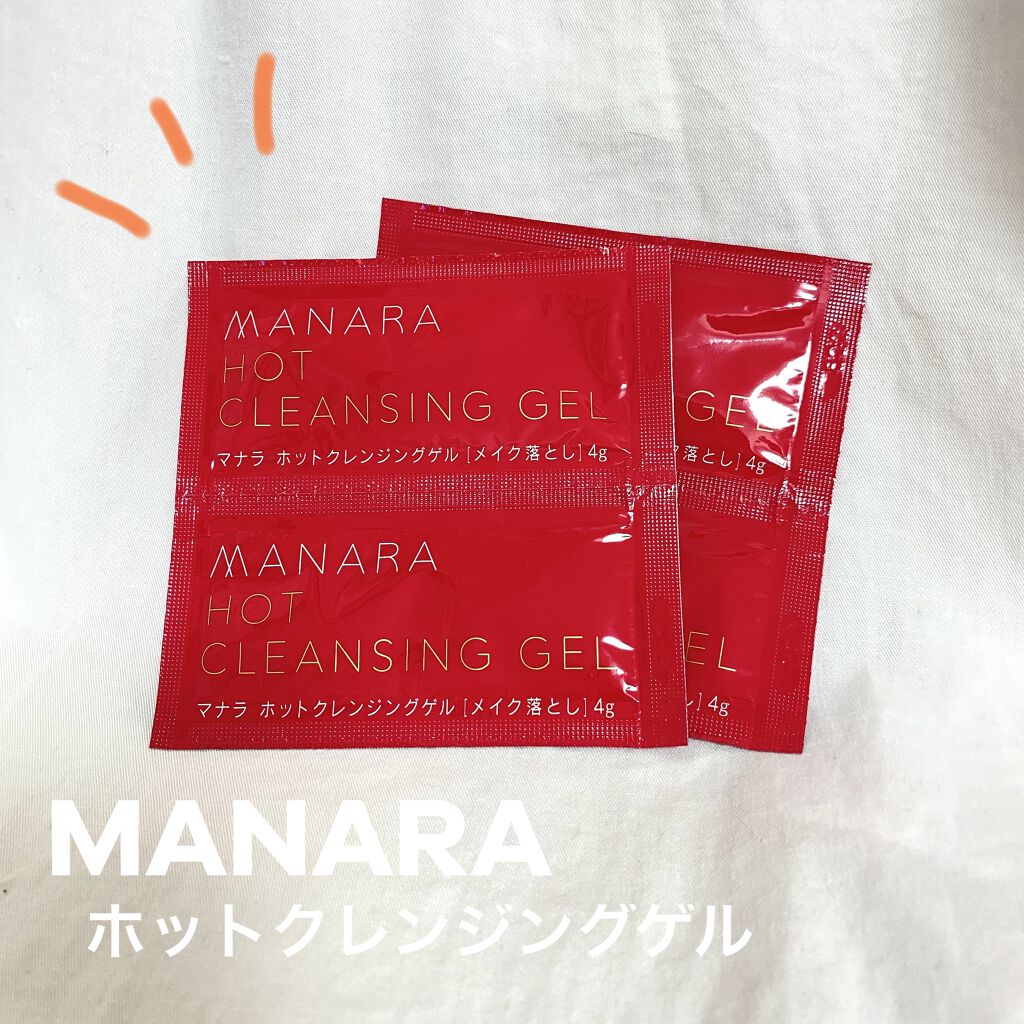 MANARA
HOT
CLEANSING GEL
マナラ ホットクレンジングゲル [メイク落とし] 4g
GEL
ク落とし] 4g
MANARA
HOT
CLEANSING GEL
マナラ ホットクレンジングゲル [メイク落とし] 4g
EL
し] 4g
MANARA
ホットクレンジングゲル